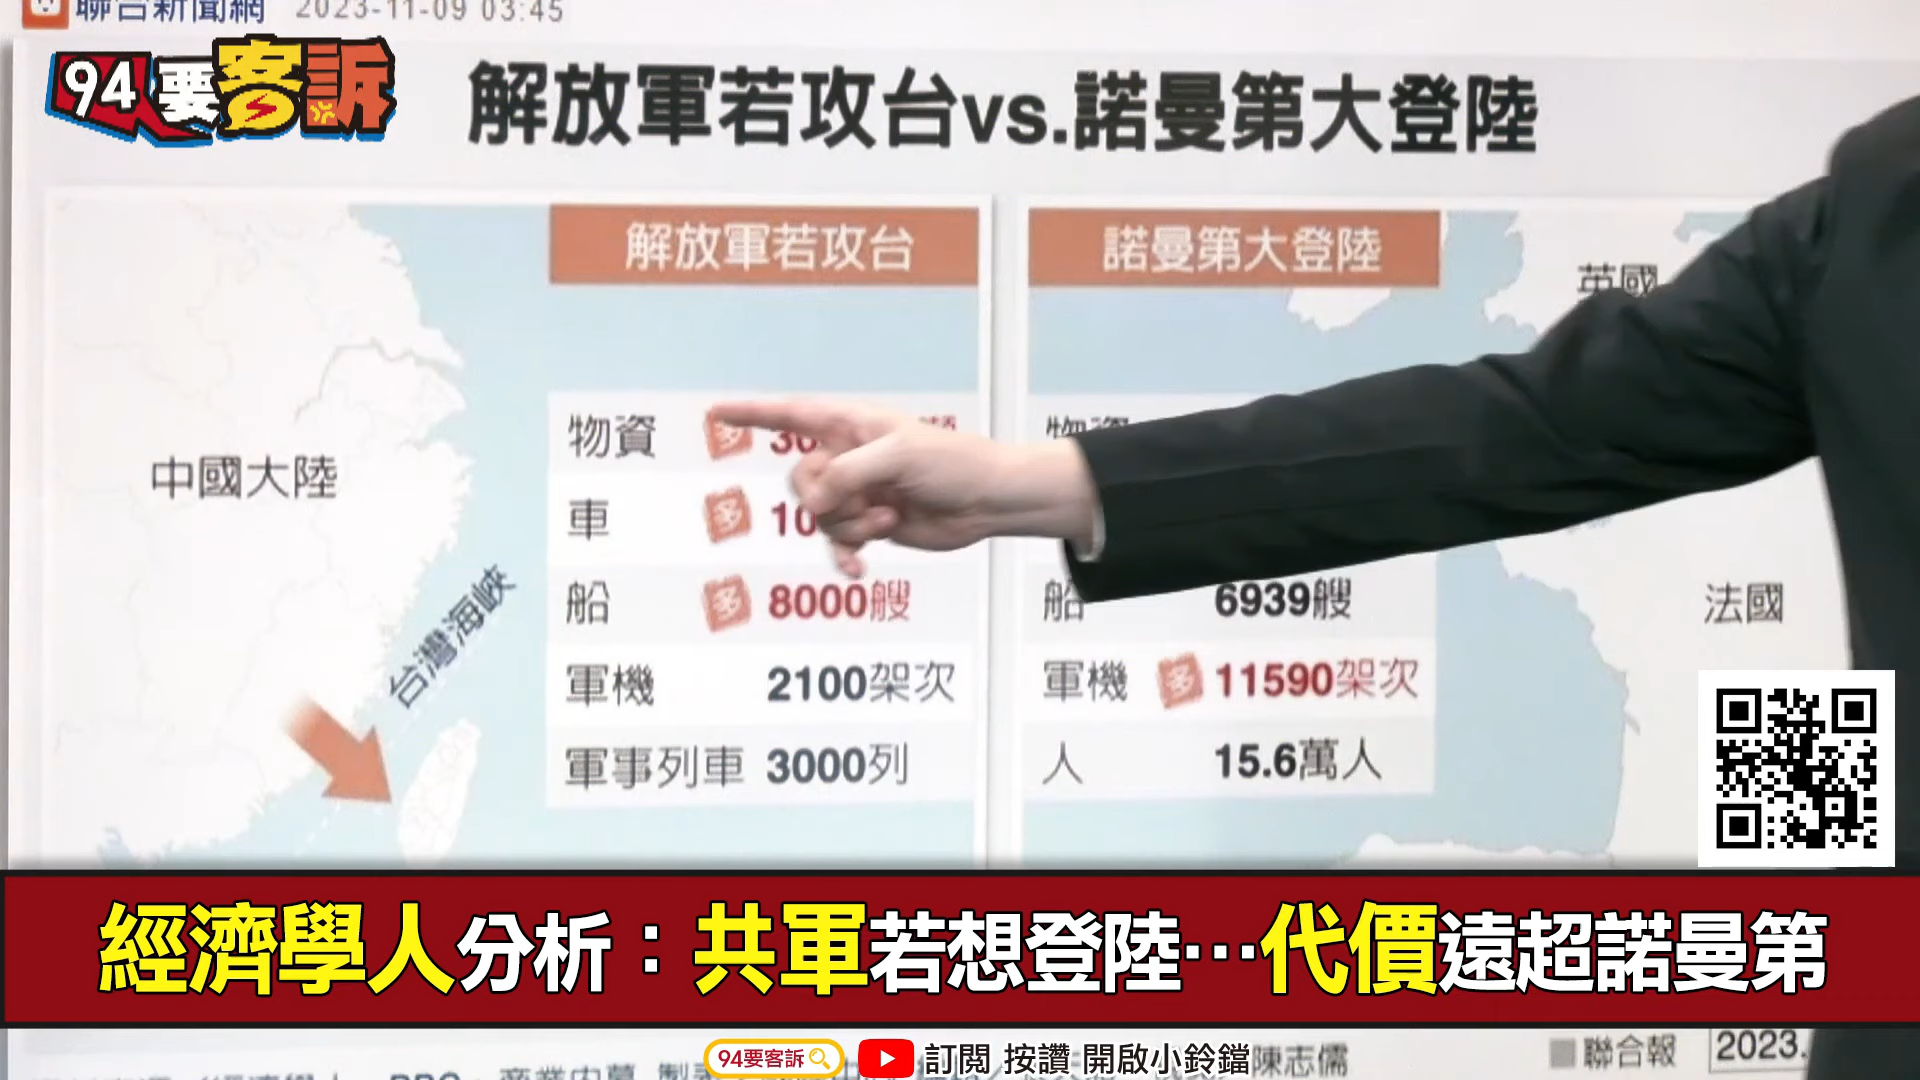 聯合新聞網 2023-11-09 03:45
94要客訴
解放軍若攻台vs.諾曼第大登陸
解放軍若攻台
諾曼第大登陸
英國
中國大陸
台灣海峽
法國
物資 多
車 多 10
船 多 8000艘
軍機 2100架次
軍事列車 3000列
物資
船 6939艘
軍機 多 11590架次
人 15.6萬人
經濟學人分析：共軍若想登陸…代價遠超諾曼第
94要客訴
訂閱 按讚 開啟小鈴鐺
陳志儒
聯合報
2023.